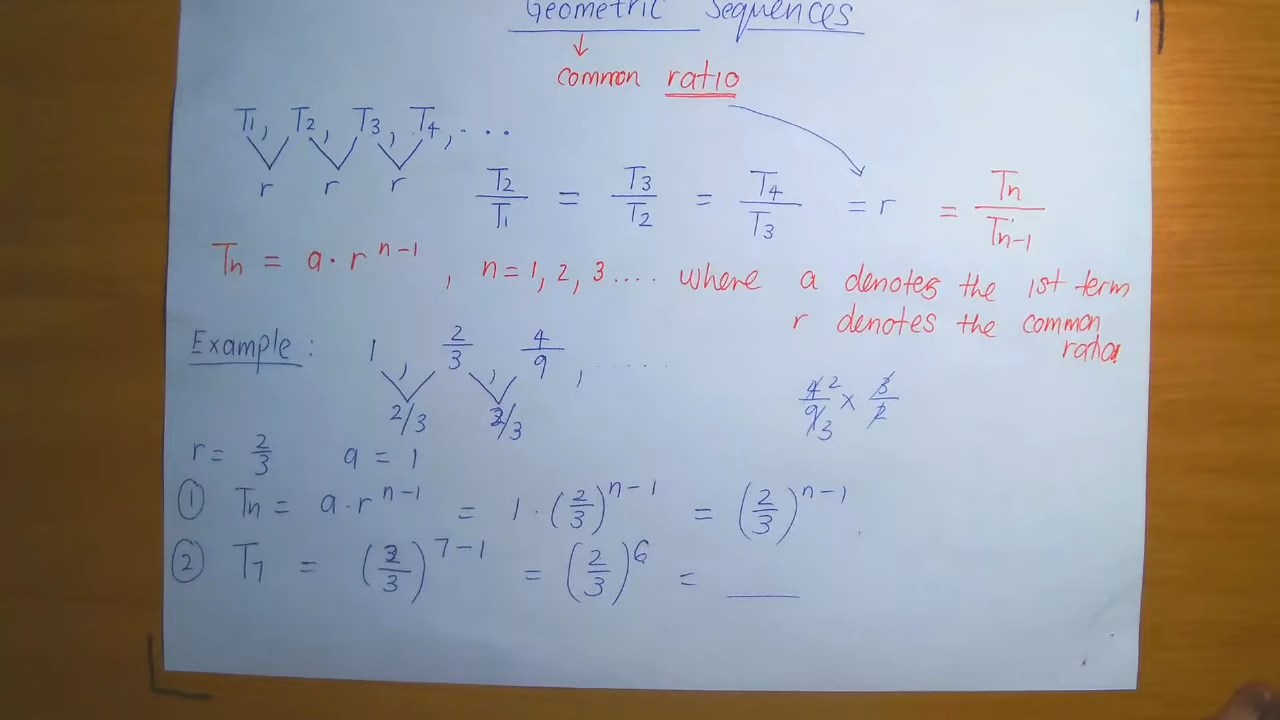 Geometric Sequences
↓
common ratio
T₁, T₂, T₃, T₄, ...
r r r
T₂/T₁ = T₃/T₂ = T₄/T₃ = r = Tₙ/Tₙ₋₁
Tₙ = a · r^(n-1), n = 1, 2, 3 .... where a denotes the 1st term
r denotes the common
ratio.
Example: 1, 2/3, 4/9, .....
2/3 2/3
4/9 2 3 × 3/2
r = 2/3 a = 1
① Tₙ = a · r^(n-1) = 1 · (2/3)^(n-1) = (2/3)^(n-1).
② T₇ = (2/3)^(7-1) = (2/3)^6 = ___